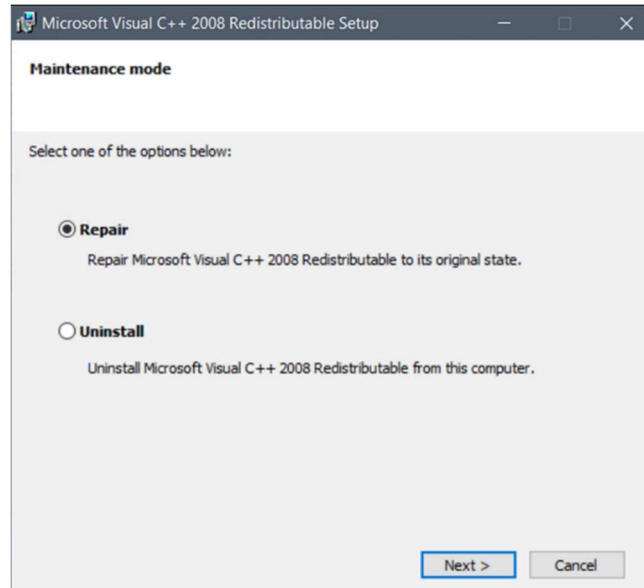 Microsoft Visual C++ 2008 Redistributable Setup
Maintenance mode
Select one of the options below:
Repair
Repair Microsoft Visual C++ 2008 Redistributable to its original state.
Uninstall
Uninstall Microsoft Visual C++ 2008 Redistributable from this computer.
Next > Cancel